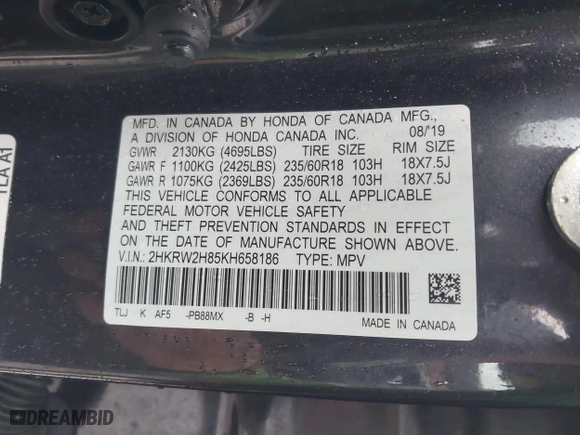 MFD. IN CANADA BY HONDA OF CANADA MFG.,
A DIVISION OF HONDA CANADA INC. 08/'19
GVWR 2130KG (4695LBS) TIRE SIZE RIM SIZE
GAWR F 1100KG (2425LBS) 235/60R18 103H 18X7.5J
GAWR R 1075KG (2369LBS) 235/60R18 103H 18X7.5J
THIS VEHICLE CONFORMS TO ALL APPLICABLE
FEDERAL MOTOR VEHICLE SAFETY
AND THEFT PREVENTION STANDARDS IN EFFECT
ON THE DATE OF MANUFACTURE SHOWN ABOVE.
V.I.N.: 2HKRW2H85KH658186 TYPE: MPV
TLJ K AF5 -PB88MX -B -H
MADE IN CANADA
TLA A1
DREAMBID